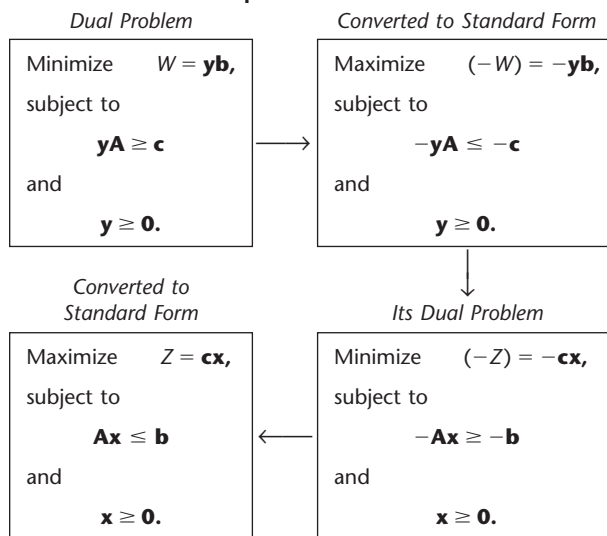 Dual Problem
Minimize W = yb,
subject to
yA ≥ c
and
y ≥ 0.
Converted to Standard Form
Maximize (−W) = −yb,
subject to
−yA ≤ −c
and
y ≥ 0.
Converted to
Standard Form
Maximize Z = cx,
subject to
Ax ≤ b
and
x ≥ 0.
Its Dual Problem
Minimize (−Z) = −cx,
subject to
−Ax ≥ −b
and
x ≥ 0.